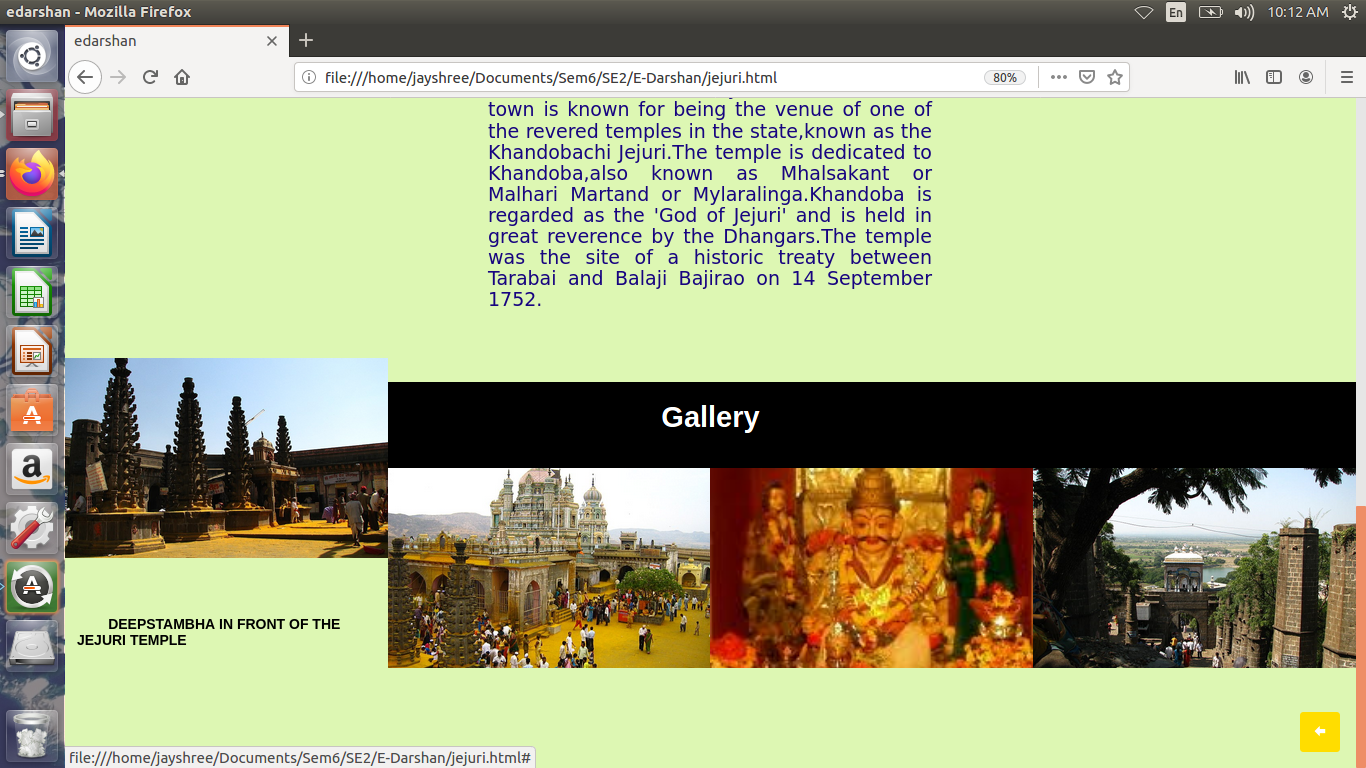 edarshan - Mozilla Firefox
En
10:12 AM
edarshan
file:///home/jayshree/Documents/Sem6/SE2/E-Darshan/jejuri.html
80%
town is known for being the venue of one of
the revered temples in the state,known as the
Khandobachi Jejuri.The temple is dedicated to
Khandoba,also known as Mhalsakant or
Malhari Martand or Mylaralinga.Khandoba is
regarded as the 'God of Jejuri' and is held in
great reverence by the Dhangars.The temple
was the site of a historic treaty between
Tarabai and Balaji Bajirao on 14 September
1752.
Gallery
DEEPSTAMBHA IN FRONT OF THE
JEJURI TEMPLE
file:///home/jayshree/Documents/Sem6/SE2/E-Darshan/jejuri.html#